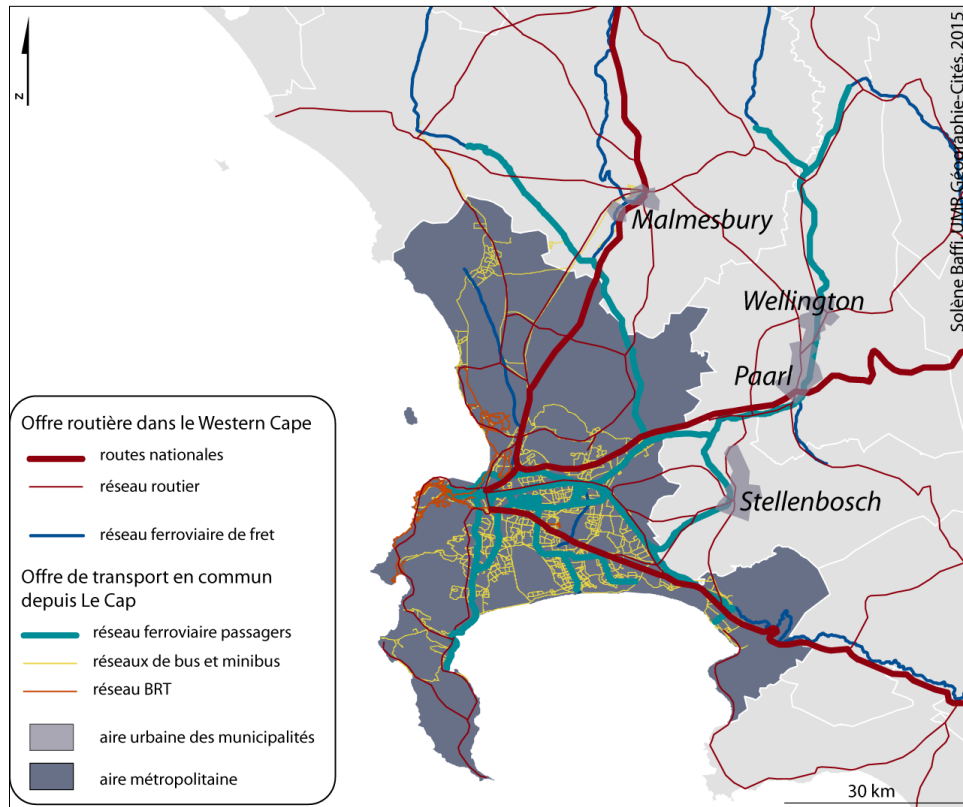 z
Solène Baffi, UMR Géographie-Cités, 2015
Malmesbury
Wellington
Paarl
Stellenbosch
Offre routière dans le Western Cape
routes nationales
réseau routier
réseau ferroviaire de fret
Offre de transport en commun
depuis Le Cap
réseau ferroviaire passagers
réseaux de bus et minibus
réseau BRT
aire urbaine des municipalités
aire métropolitaine
30 km